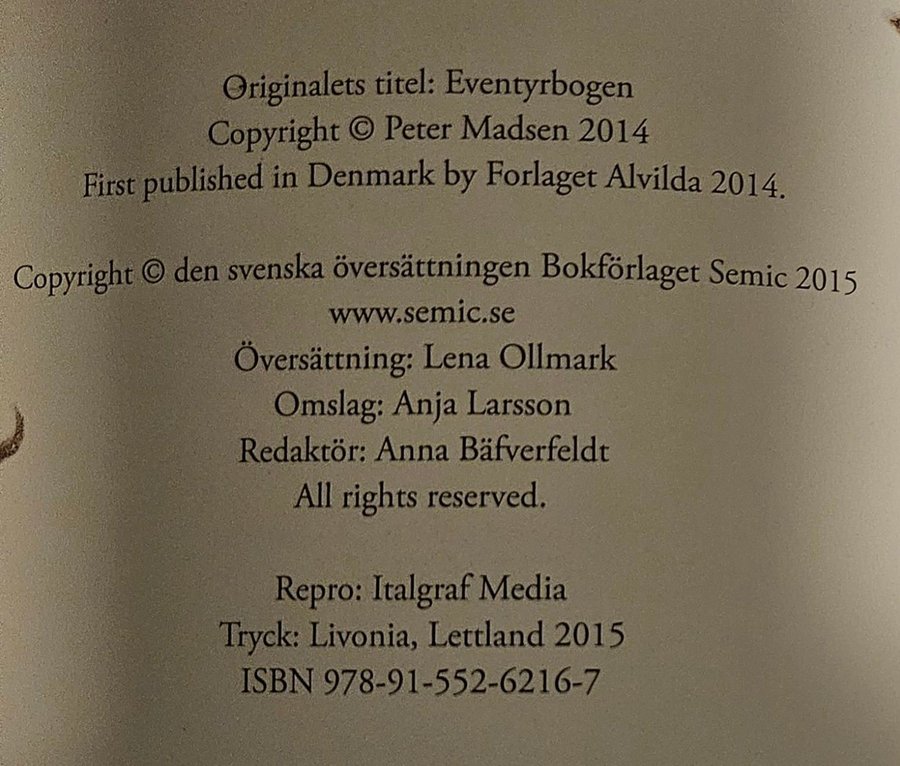 Originalets titel: Eventyrbogen
Copyright © Peter Madsen 2014
First published in Denmark by Forlaget Alvilda 2014.
Copyright © den svenska översättningen Bokförlaget Semic 2015
www.semic.se
Översättning: Lena Ollmark
Omslag: Anja Larsson
Redaktör: Anna Bäfverfeldt
All rights reserved.
Repro: Italgraf Media
Tryck: Livonia, Lettland 2015
ISBN 978-91-552-6216-7